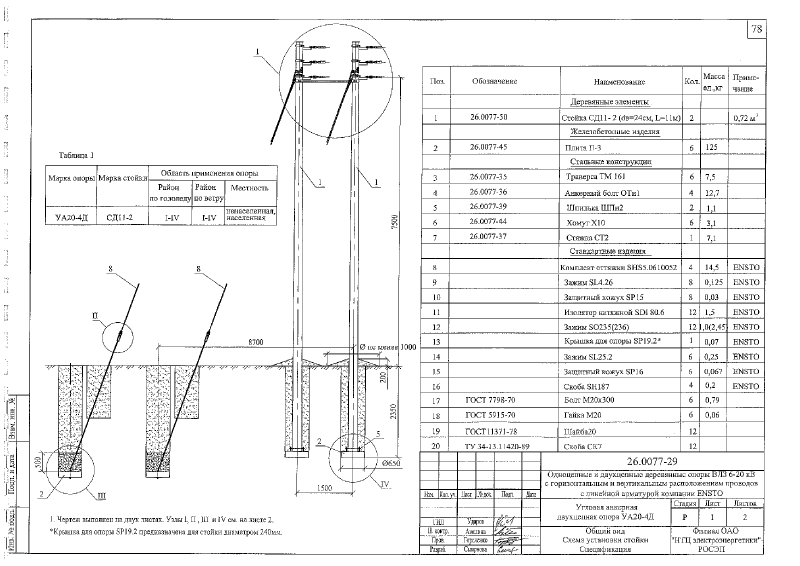 78
Поз.
Обозначение
Наименование
Кол.
Масса ед.,кг
Приме-чание
Деревянные элементы
1 26.0077-50 Стойка СД11-2 (dв=24см, L=11м) 2 0,72 м³
Железобетонные изделия
2 26.0077-45 Плита П-3 6 125
Стальные конструкции
3 26.0077-35 Траверса ТМ 161 6 7,5
4 26.0077-36 Анкерный болт ОТи1 4 12,7
5 26.0077-39 Шпилька ШПи2 2 1,1
6 26.0077-44 Хомут Х10 6 3,1
7 26.0077-37 Стяжка СТ2 1 7,1
Стандартные изделия
8 Комплект оттяжки SHS5.0610052 4 14,5 ENSTO
9 Зажим SL4.26 8 0,125 ENSTO
10 Защитный кожух SP15 8 0,03 ENSTO
11 Изолятор натяжной SDI 80.6 12 1,5 ENSTO
12 Зажим SO235(236) 12 1,0(2,45) ENSTO
13 Крышка для опоры SP19.2* 1 0,07 ENSTO
14 Зажим SL25.2 6 0,25 ENSTO
15 Защитный кожух SP16 6 0,067 ENSTO
16 Скоба SH187 4 0,2 ENSTO
17 ГОСТ 7798-70 Болт М20х300 6 0,79
18 ГОСТ 5915-70 Гайка М20 6 0,06
19 ГОСТ11371-78 Шайба20 12
20 ТУ 34-13.11420-89 Скоба СК7 12
Таблица 1
Марка опоры
Марка стойки
Область применения опоры
Район по гололеду
Район по ветру
Местность
УА20-4Д СД11-2 I-IV I-IV ненаселенная, населенная
1
1
1
7500
8
8
II
8700
Ø не менее 1000
200
2350
500
2
III
2
5
Ø650
IV
1500
1. Чертеж выполнен на двух листах. Узлы I, II, III и IV см. на листе 2.
*Крышка для опоры SP19.2 предназначена для стойки диаметром 240мм.
Взам. инв. №
Подп. и дата
Инв. № подл.
26.0077-29
Одноцепные и двухцепные деревянные опоры ВЛЗ 6-20 кВ
с горизонтальным и вертикальным расположением проводов
с линейной арматурой компании ENSTO
Изм. Кол.уч. Лист №док. Подп. Дата
ГИП Ударов
Н. контр. Амелина
Пров. Герасенко
Разраб. Смирнова
Угловая анкерная
двухцепная опора УА20-4Д
Стадия Лист Листов
Р 1 2
Общий вид
Схема установки стойки
Спецификация
Филиал ОАО
"НТЦ электроэнергетики"
РОСЭП